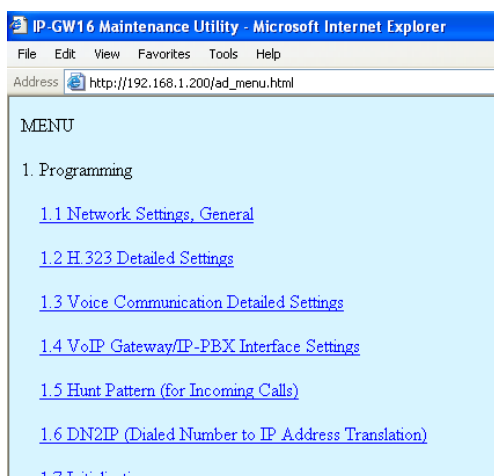 IP-GW16 Maintenance Utility - Microsoft Internet Explorer
File Edit View Favorites Tools Help
Address http://192.168.1.200/ad_menu.html
MENU
1. Programming
1.1 Network Settings, General
1.2 H.323 Detailed Settings
1.3 Voice Communication Detailed Settings
1.4 VoIP Gateway/IP-PBX Interface Settings
1.5 Hunt Pattern (for Incoming Calls)
1.6 DN2IP (Dialed Number to IP Address Translation)